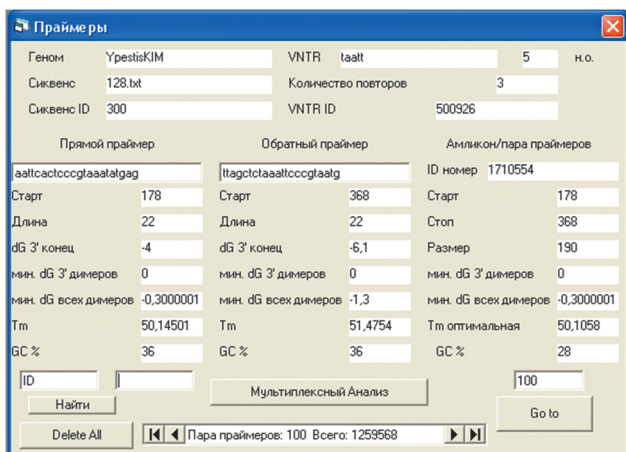 Праймеры
Геном YpestisKIM VNTR taatt 5 н.о.
Сиквенс 128.txt Количество повторов 3
Сиквенс ID 300 VNTR ID 500926
Прямой праймер Обратный праймер Амликон/пара праймеров
aattcactcccgtaaatatgag ttagctctaaattcccgtaatg ID номер 1710554
Старт 178 Старт 368 Старт 178
Длина 22 Длина 22 Стоп 368
dG 3' конец -4 dG 3' конец -6,1 Размер 190
мин. dG 3' димеров 0 мин. dG 3' димеров 0 мин. dG 3' димеров 0
мин. dG всех димеров -0,3000001 мин. dG всех димеров -1,3 мин. dG всех димеров -0,3000001
Tm 50,14501 Tm 51,4754 Tm оптимальная 50,1058
GC % 36 GC % 36 GC % 28
ID Мультиплексный Анализ 100
Найти Go to
Delete All Пара праймеров: 100 Всего: 1259568